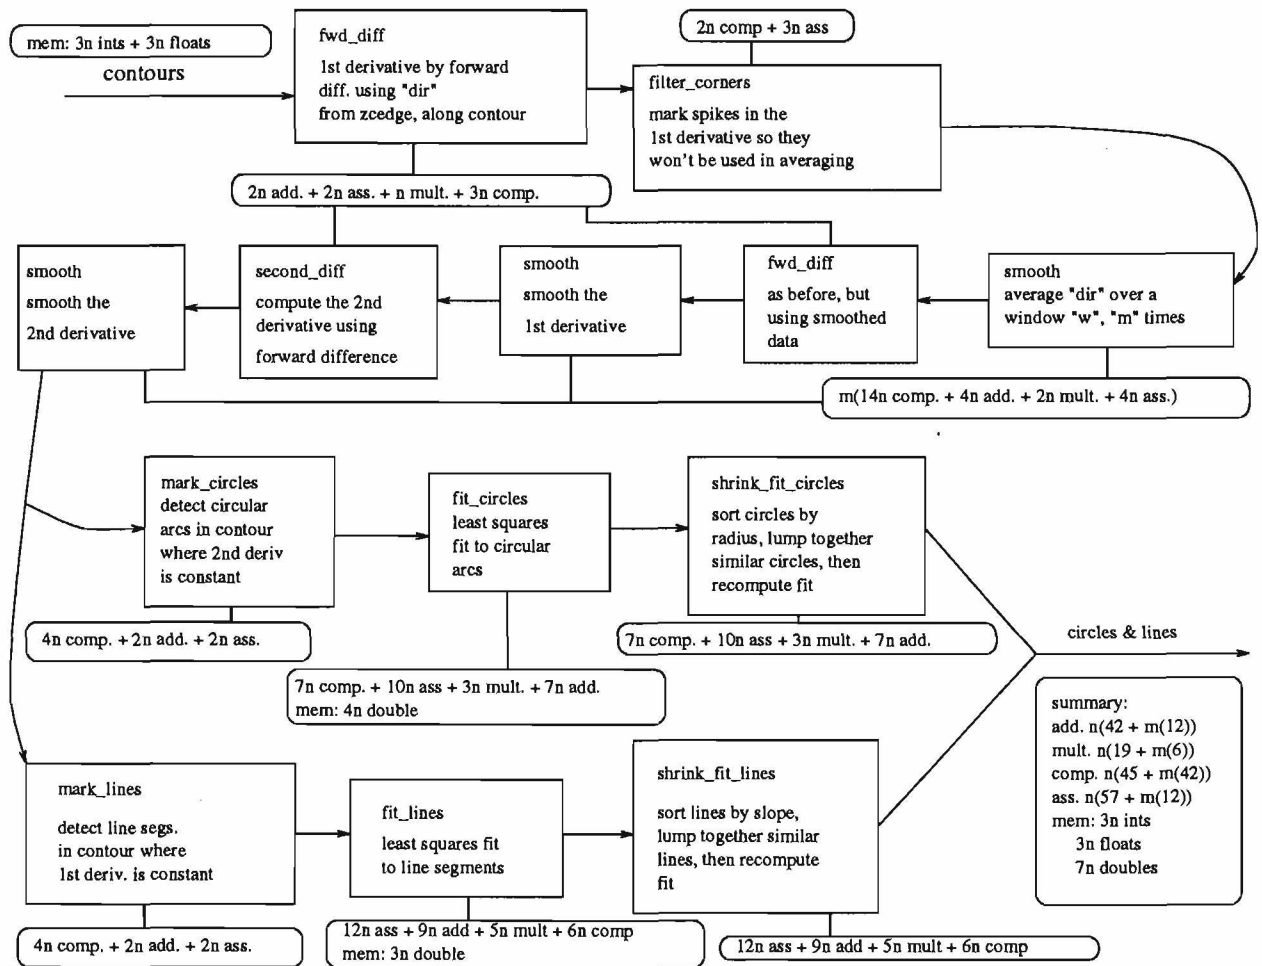 mem: 3n ints + 3n floats
contours
fwd_diff
1st derivative by forward
diff. using "dir"
from zcedge, along contour
2n comp + 3n ass
filter_corners
mark spikes in the
1st derivative so they
won't be used in averaging
2n add. + 2n ass. + n mult. + 3n comp.
smooth
smooth the
2nd derivative
second_diff
compute the 2nd
derivative using
forward difference
smooth
smooth the
1st derivative
fwd_diff
as before, but
using smoothed
data
smooth
average "dir" over a
window "w", "m" times
m(14n comp. + 4n add. + 2n mult. + 4n ass.)
mark_circles
detect circular
arcs in contour
where 2nd deriv
is constant
fit_circles
least squares
fit to circular
arcs
shrink_fit_circles
sort circles by
radius, lump together
similar circles, then
recompute fit
4n comp. + 2n add. + 2n ass.
7n comp. + 10n ass + 3n mult. + 7n add.
mem: 4n double
7n comp. + 10n ass + 3n mult. + 7n add.
circles & lines
summary:
add. n(42 + m(12))
mult. n(19 + m(6))
comp. n(45 + m(42))
ass. n(57 + m(12))
mem: 3n ints
3n floats
7n doubles
mark_lines
detect line segs.
in contour where
1st deriv. is constant
fit_lines
least squares fit
to line segments
shrink_fit_lines
sort lines by slope,
lump together similar
lines, then recompute
fit
4n comp. + 2n add. + 2n ass.
12n ass + 9n add + 5n mult + 6n comp
mem: 3n double
12n ass + 9n add + 5n mult + 6n comp